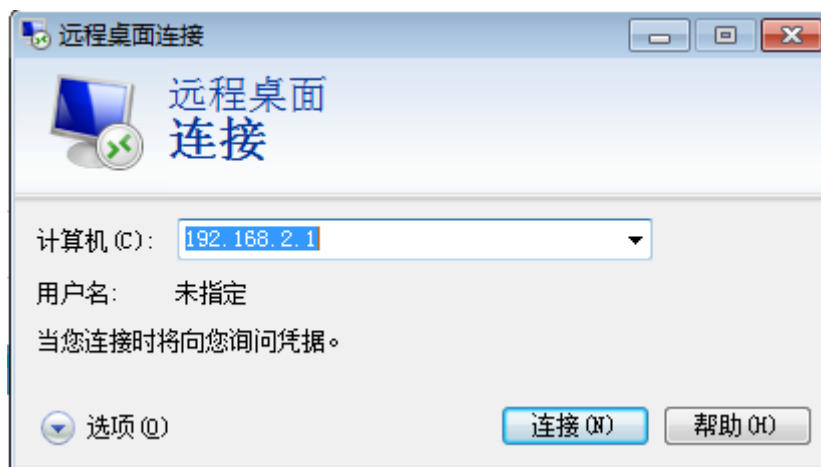 远程桌面连接
远程桌面
连接
计算机(C): 192.168.2.1
用户名: 未指定
当您连接时将向您询问凭据。
选项(O) 连接(N) 帮助(H)